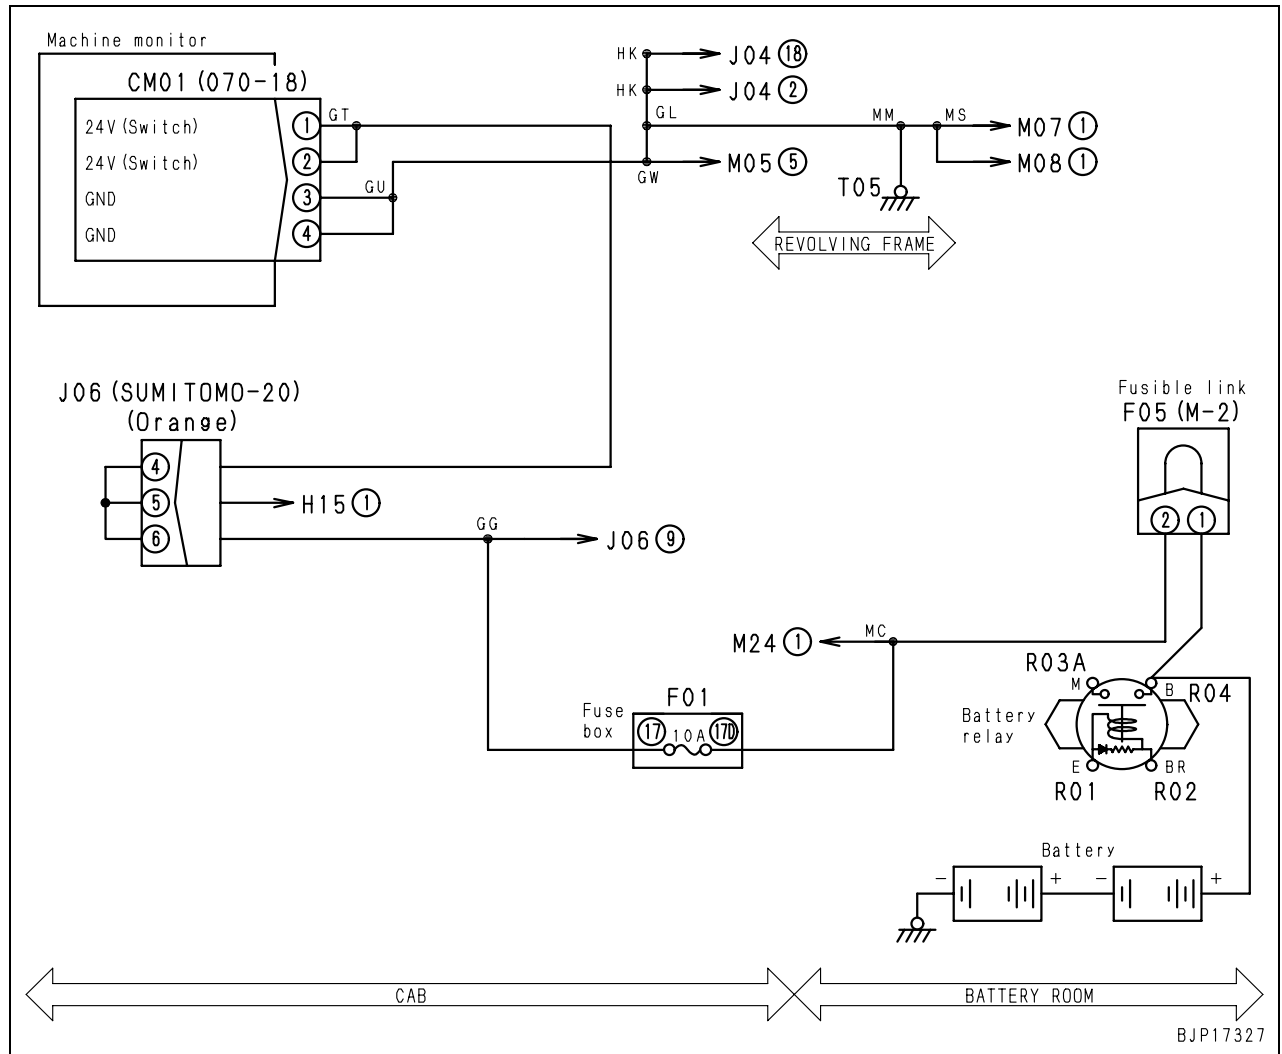 Machine monitor
CM01 (070-18)
24V (Switch) 1 GT
24V (Switch) 2
GND 3 GU
GND 4
HK J04 18
HK J04 2
GL MM MS M07 1
GW M05 5
M08 1
T05
REVOLVING FRAME
J06 (SUMITOMO-20)
(Orange)
4
5 H15 1
6 GG J06 9
Fusible link
F05 (M-2)
2 1
M24 1 MC
R03A
M B R04
Battery
relay
E BR
R01 R02
F01
Fuse
box
17 10A 17D
Battery
- + - +
CAB
BATTERY ROOM
BJP17327